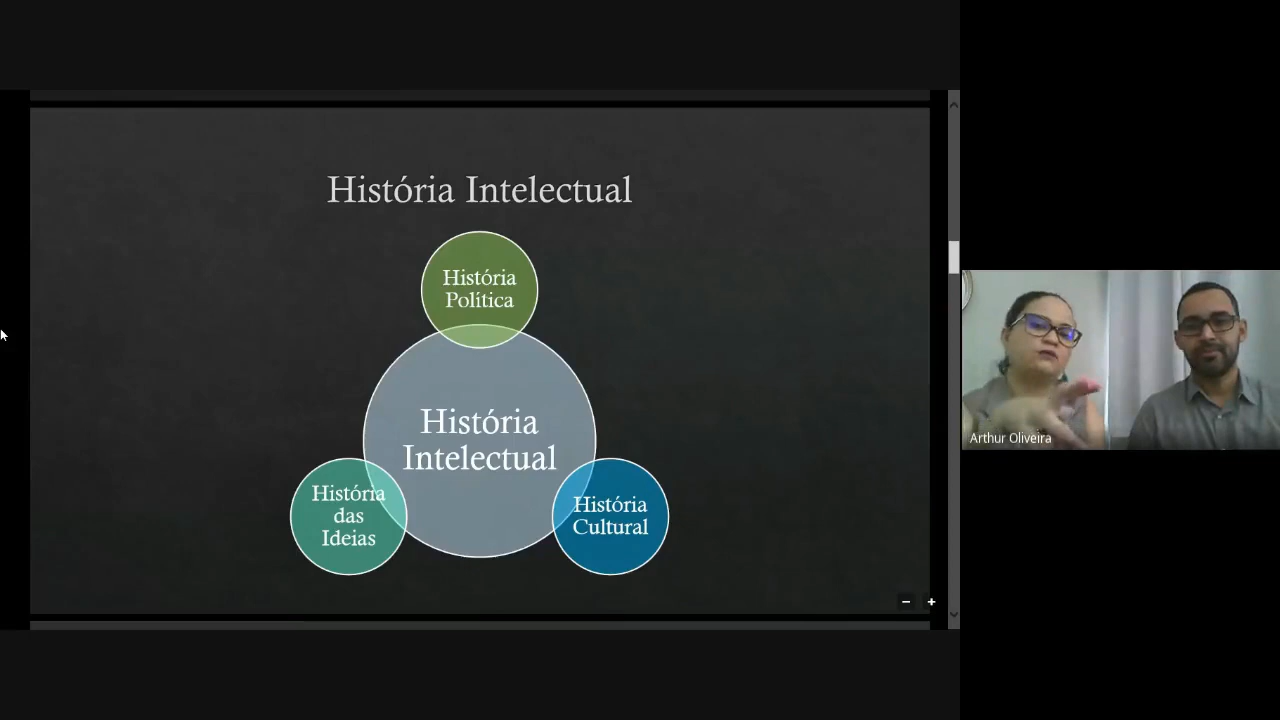 História Intelectual
História
Política
História
Intelectual
História
das
Ideias
História
Cultural
Arthur Oliveira